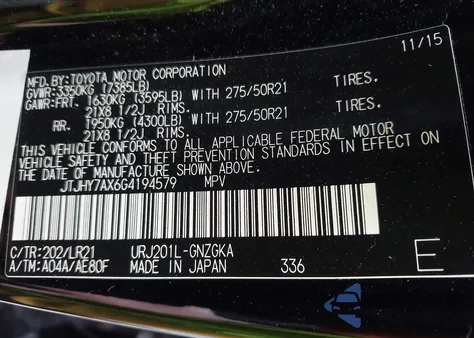 11/15
MFD.BY:TOYOTA MOTOR CORPORATION
GVWR:3350KG (7385LB)
GAWR:FRT. 1630KG (3595LB) WITH 275/50R21 TIRES.
21X8 1/2J RIMS.
RR. 1950KG (4300LB) WITH 275/50R21 TIRES.
21X8 1/2J RIMS.
THIS VEHICLE CONFORMS TO ALL APPLICABLE FEDERAL MOTOR
VEHICLE SAFETY AND THEFT PREVENTION STANDARDS IN EFFECT ON
THE DATE OF MANUFACTURE SHOWN ABOVE.
JTJHY7AX6G4194579 MPV
C/TR:202/LR21 URJ201L-GNZGKA
A/TM:A04A/AE80F MADE IN JAPAN 336 E